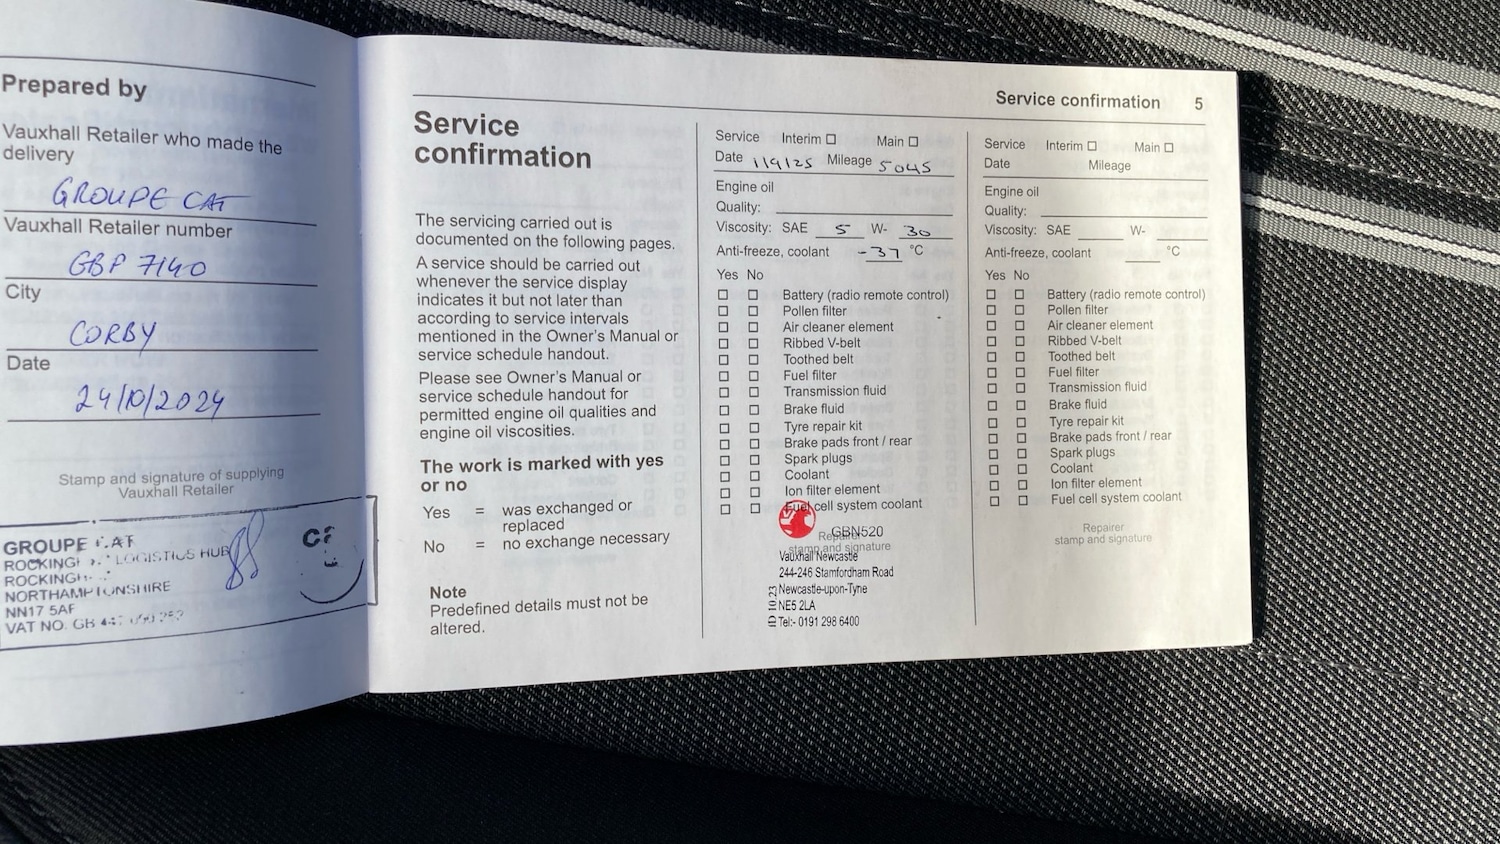 Prepared by
Vauxhall Retailer who made the
delivery
GROUPE CAT
Vauxhall Retailer number
GBP 7140
City
CORBY
Date
24/10/2024
Stamp and signature of supplying
Vauxhall Retailer
GROUPE CAT
LOGISTICS HUB
NORTHAMPTONSHIRE
NN17 5AF
VAT NO. GB
Service confirmation 5
Service
confirmation
The servicing carried out is
documented on the following pages.
A service should be carried out
whenever the service display
indicates it but not later than
according to service intervals
mentioned in the Owner's Manual or
service schedule handout.
Please see Owner's Manual or
service schedule handout for
permitted engine oil qualities and
engine oil viscosities.
The work is marked with yes
or no
Yes = was exchanged or
replaced
No = no exchange necessary
Note
Predefined details must not be
altered.
Service Interim Main
Date 1/9/25 Mileage 5045
Engine oil
Quality:
Viscosity: SAE 5 W- 30
Anti-freeze, coolant -37 °C
Yes No
Battery (radio remote control)
Pollen filter
Air cleaner element
Ribbed V-belt
Toothed belt
Fuel filter
Transmission fluid
Brake fluid
Tyre repair kit
Brake pads front / rear
Spark plugs
Coolant
Ion filter element
Fuel cell system coolant
Repairer
stamp and signature
GBN520
Vauxhall Newcastle
244-246 Stamfordham Road
Newcastle-upon-Tyne
NE5 2LA
Tel:- 0191 298 6400
Service Interim Main
Date Mileage
Engine oil
Quality:
Viscosity: SAE W-
Anti-freeze, coolant °C
Yes No
Battery (radio remote control)
Pollen filter
Air cleaner element
Ribbed V-belt
Toothed belt
Fuel filter
Transmission fluid
Brake fluid
Tyre repair kit
Brake pads front / rear
Spark plugs
Coolant
Ion filter element
Fuel cell system coolant
Repairer
stamp and signature